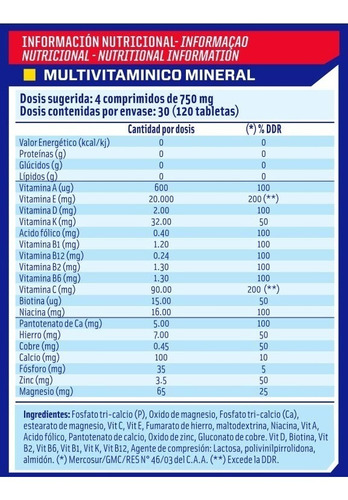 INFORMACIÓN NUTRICIONAL- INFORMAÇAO
NUTRICIONAL - NUTRITIONAL INFORMATIÓN
MULTIVITAMINICO MINERAL
Dosis sugerida: 4 comprimidos de 750 mg
Dosis contenidas por envase: 30 (120 tabletas)
Cantidad por dosis (*) % DDR
Valor Energético (kcal/kj) 0 0
Proteínas (g) 0 0
Glúcidos (g) 0 0
Lípidos (g) 0 0
Vitamina A (ug) 600 100
Vitamina E (mg) 20.000 200 (**)
Vitamina D (mg) 2.00 100
Vitamina K (mg) 32.00 50
Acido fólico (mg) 0.40 100
Vitamina B1 (mg) 1.20 100
Vitamina B12 (mg) 0.24 100
Vitamina B2 (mg) 1.30 100
Vitamina B6 (mg) 1.30 100
Vitamina C (mg) 90.00 200 (**)
Biotina (ug) 15.00 50
Niacina (mg) 16.00 100
Pantotenato de Ca (mg) 5.00 100
Hierro (mg) 7.00 50
Cobre (mg) 0.45 50
Calcio (mg) 100 10
Fósforo (mg) 35 5
Zinc (mg) 3.5 50
Magnesio (mg) 65 25
Ingredientes: Fosfato tri-calcio (P), Oxido de magnesio, Fosfato tri-calcio (Ca),
estearato de magnesio, Vit C, Vit E, Fumarato de hierro, maltodextrina, Niacina, Vit A,
Acido fólico, Pantotenato de calcio, Oxido de zinc, Gluconato de cobre. Vit D, Biotina, Vit
B2, Vit B6, Vit B1, Vit K, Vit B12, Agente de compresión: Lactosa, polivinilpirrolidona,
almidón. (*) Mercosur/GMC/RES N° 46/03 del C.A.A. (**) Excede la DDR.